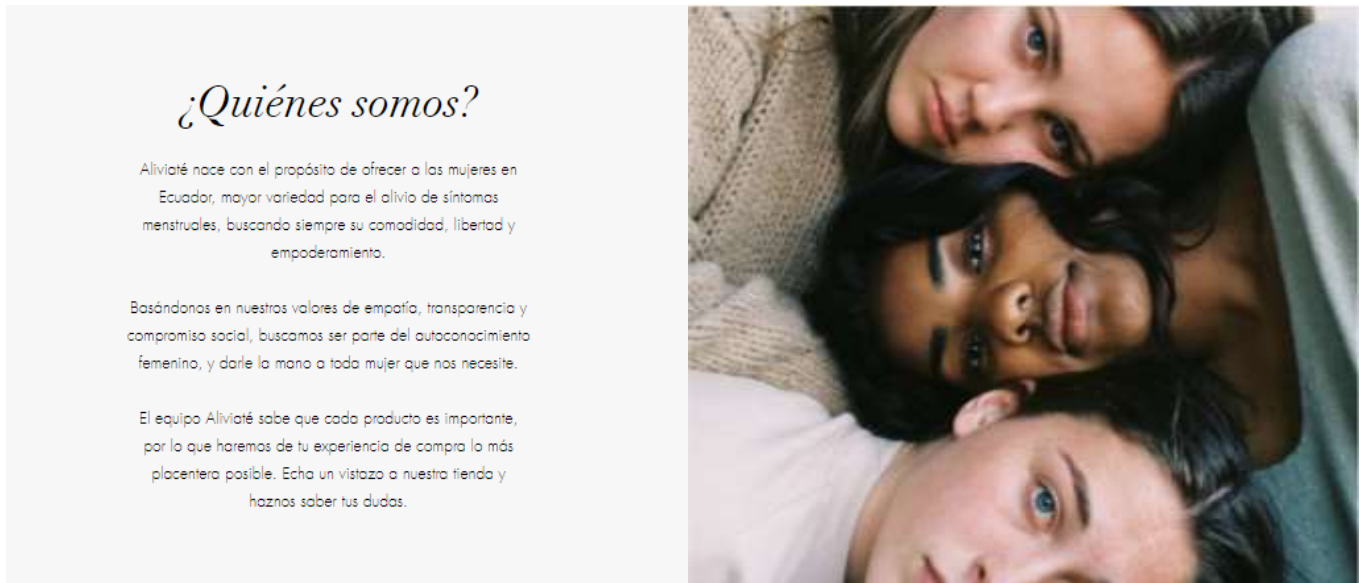 ¿Quiénes somos?
Aliviaté nace con el propósito de ofrecer a las mujeres en
Ecuador, mayor variedad para el alivio de síntomas
menstruales, buscando siempre su comodidad, libertad y
empoderamiento.
Basándonos en nuestros valores de empatía, transparencia y
compromiso social, buscamos ser parte del autoconocimiento
femenino, y darle la mano a toda mujer que nos necesite.
El equipo Aliviaté sabe que cada producto es importante,
por lo que haremos de tu experiencia de compra lo más
placentera posible. Echa un vistazo a nuestra tienda y
haznos saber tus dudas.